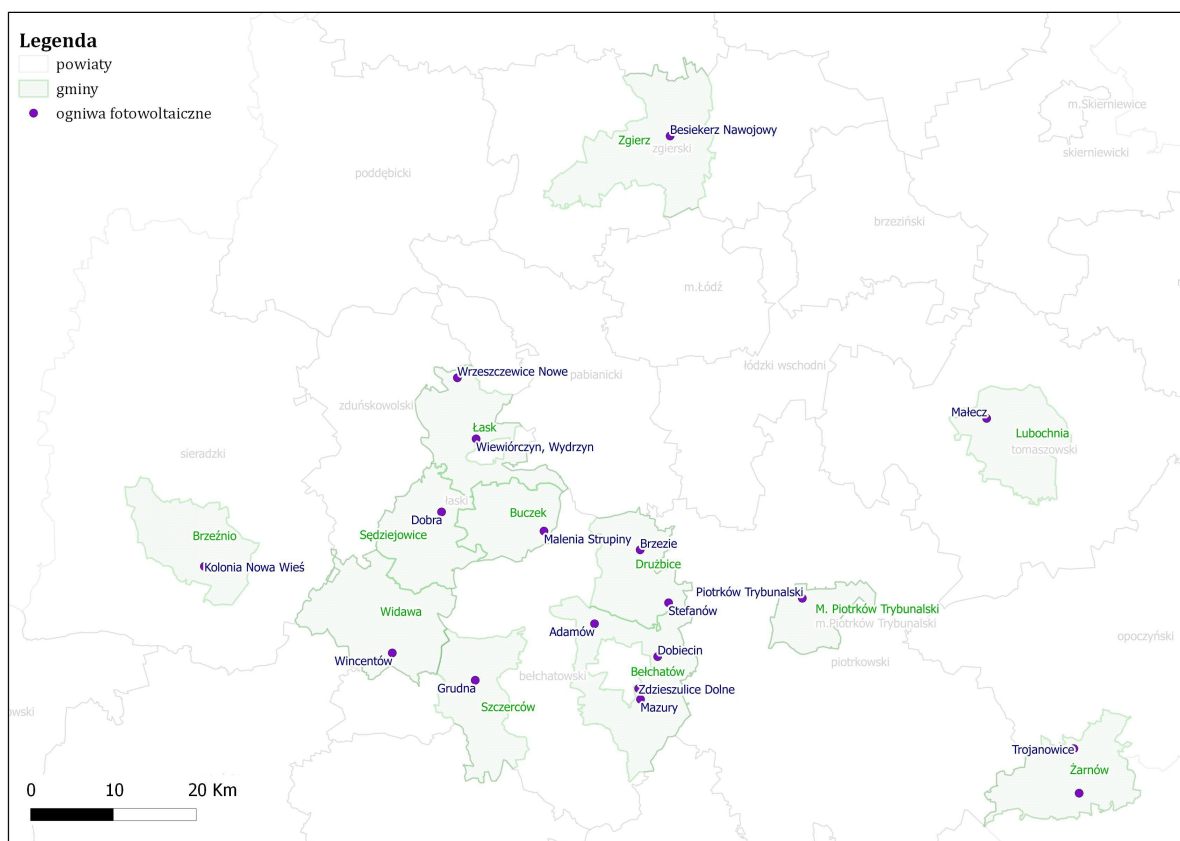 Legenda
powiaty
gminy
ogniwa fotowoltaiczne
m.Skierniewice
Besiekerz Nawojowy
Zgierz
zgierski
skierniewicki
poddębicki
brzeziński
m.Łódź
łódzki wschodni
Wrzeszczewice Nowe
pabianicki
zduńskowolski
Małecz
Łask
Lubochnia
Wiewiórczyn, Wydrzyn
tomaszowski
sieradzki
łaski
Buczek
Dobra
Sędziejowice
Brzeźnio
Malenia Strupiny
Brzezie
Drużbice
Kolonia Nowa Wieś
Piotrków Trybunalski
Widawa
Stefanów
M. Piotrków Trybunalski
m.Piotrków Trybunalski
Adamów
opoczyński
Dobiecin
Wincentów
piotrkowski
Bełchatów
bełchatowski
Grudna
Zdzieszulice Dolne
Szczerców
Mazury
owski
Trojanowice
Żarnów
0 10 20 Km